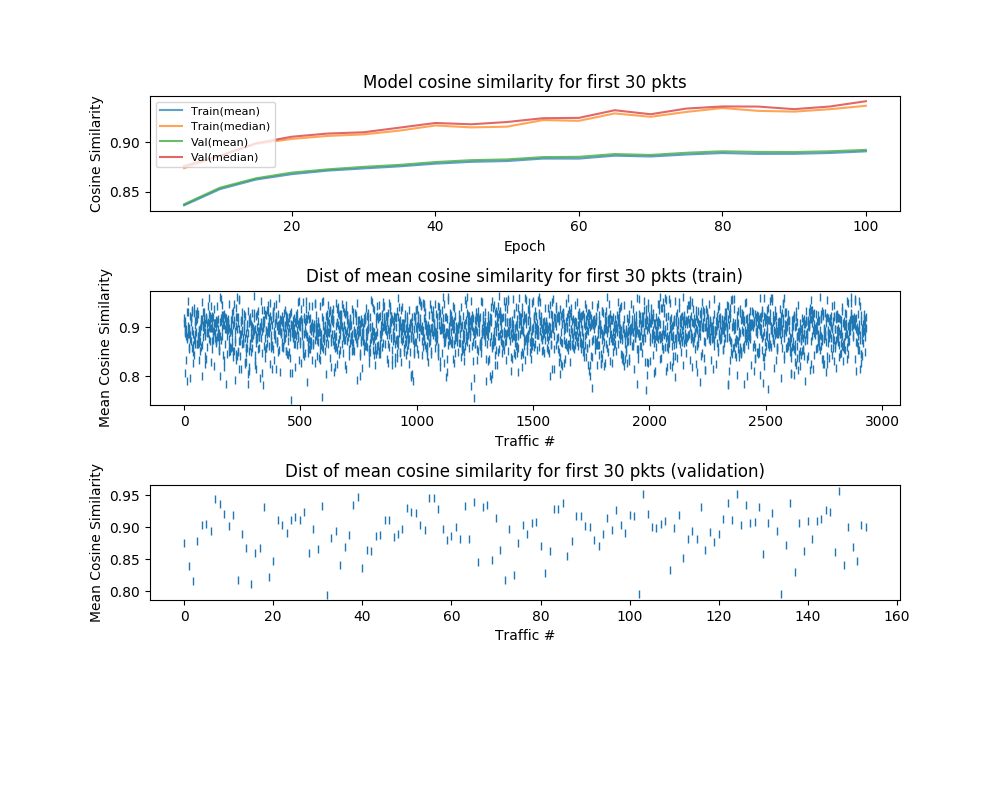 Model cosine similarity for first 30 pkts
Cosine Similarity
0.90
0.85
Train(mean)
Train(median)
Val(mean)
Val(median)
20 40 60 80 100
Epoch
Dist of mean cosine similarity for first 30 pkts (train)
Mean Cosine Similarity
0.9
0.8
0 500 1000 1500 2000 2500 3000
Traffic #
Dist of mean cosine similarity for first 30 pkts (validation)
Mean Cosine Similarity
0.95
0.90
0.85
0.80
0 20 40 60 80 100 120 140 160
Traffic #